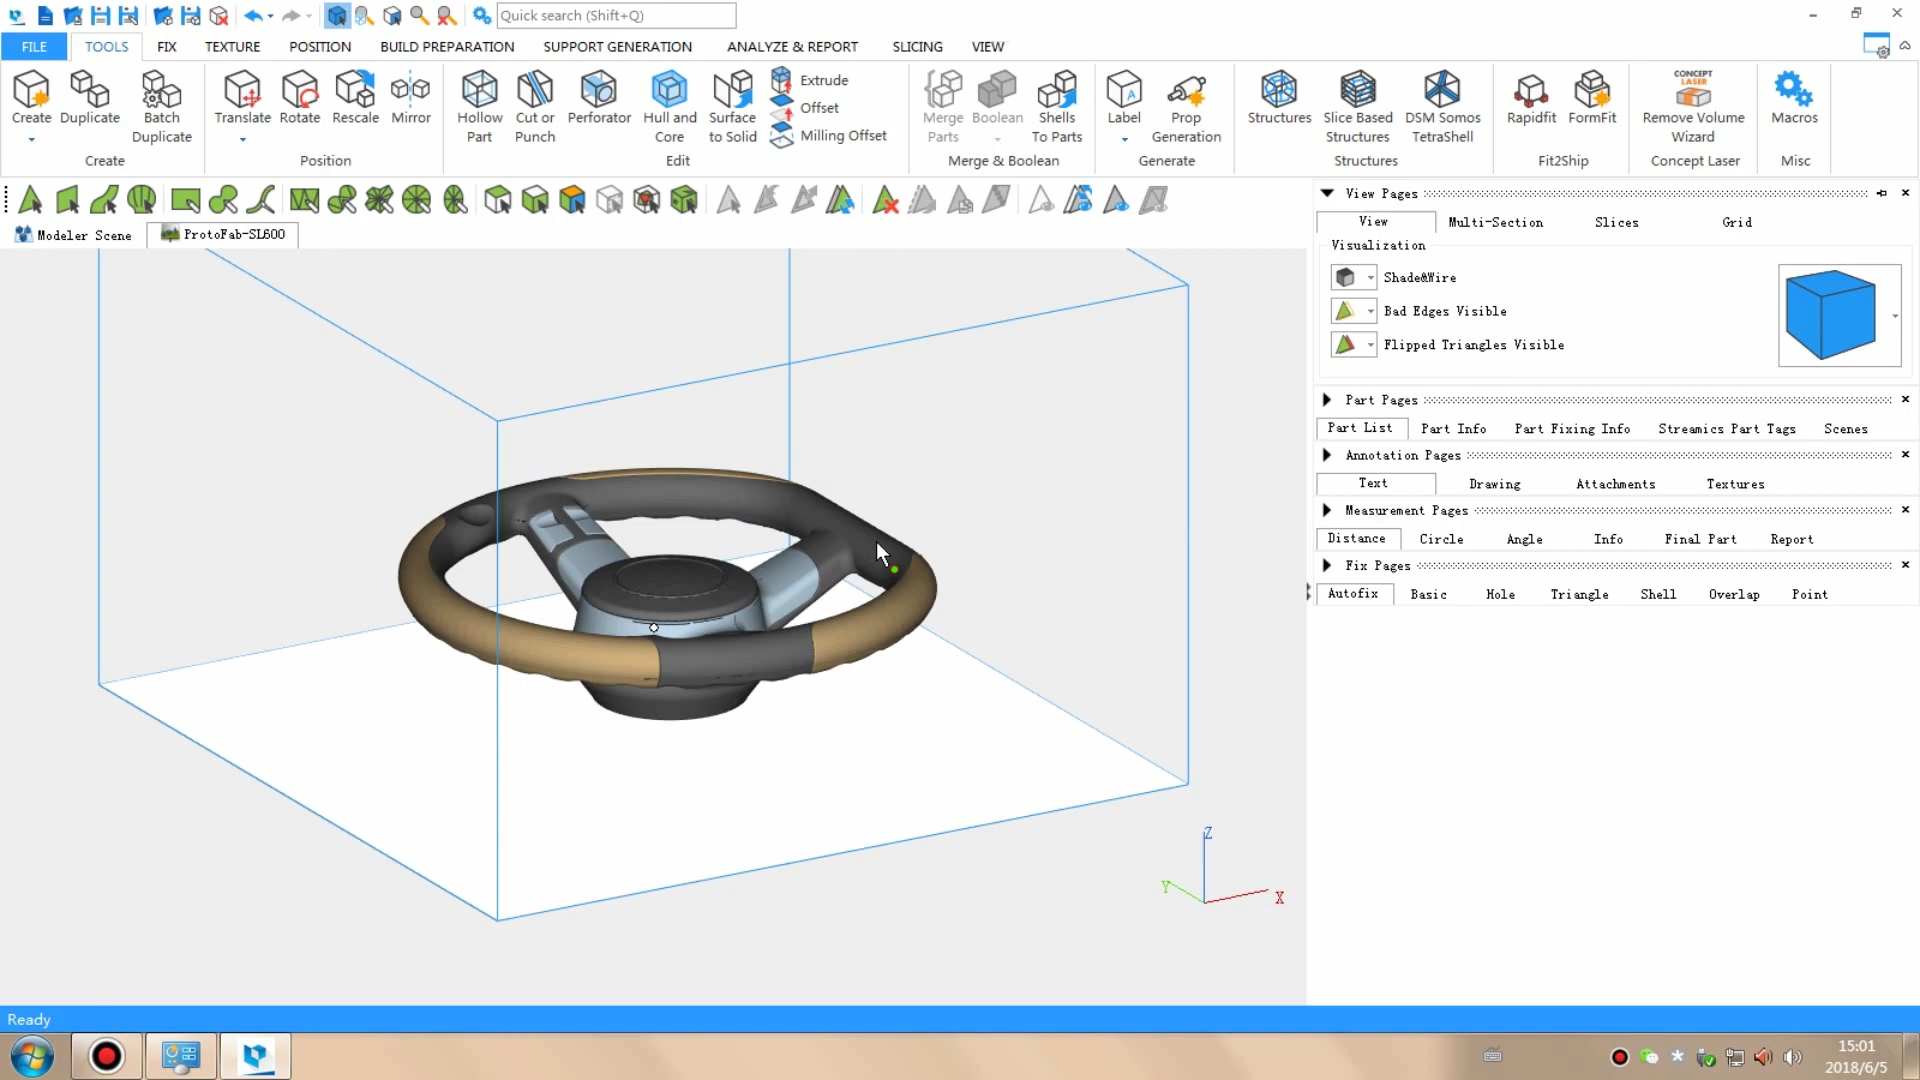 Quick search (Shift+Q)
FILE TOOLS FIX TEXTURE POSITION BUILD PREPARATION SUPPORT GENERATION ANALYZE & REPORT SLICING VIEW
Create Duplicate Batch Duplicate
Create
Translate Rotate Rescale Mirror
Position
Hollow Part Cut or Punch Perforator Hull and Core Surface to Solid
Extrude
Offset
Milling Offset
Edit
Merge Parts Boolean Shells To Parts
Merge & Boolean
Label Prop Generation
Generate
Structures Slice Based Structures DSM Somos TetraShell
Structures
Rapidfit FormFit
Fit2Ship
CONCEPT LASER
Remove Volume Wizard
Concept Laser
Macros
Misc
Modeler Scene ProtoFab-SL600
View Pages
View Multi-Section Slices Grid
Visualization
Shade&Wire
Bad Edges Visible
Flipped Triangles Visible
Part Pages
Part List Part Info Part Fixing Info Streamics Part Tags Scenes
Annotation Pages
Text Drawing Attachments Textures
Measurement Pages
Distance Circle Angle Info Final Part Report
Fix Pages
Autofix Basic Hole Triangle Shell Overlap Point
Z
Y
X
Ready
15:01
2018/6/5